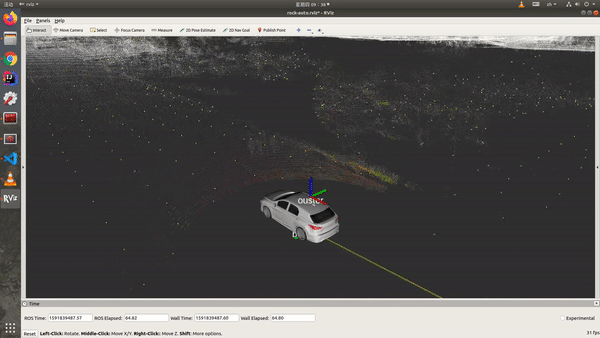 活动
rviz
星期四 09 : 39
zh
rock-auto.rviz* - RViz
File Panels Help
Interact Move Camera Select Focus Camera Measure 2D Pose Estimate 2D Nav Goal Publish Point
ouster
RViz
Time
ROS Time: 1591839487.57 ROS Elapsed: 64.62 Wall Time: 1591839487.60 Wall Elapsed: 64.80 Experimental
Reset Left-Click: Rotate. Middle-Click: Move X/Y. Right-Click: Move Z. Shift: More options. 31 fps